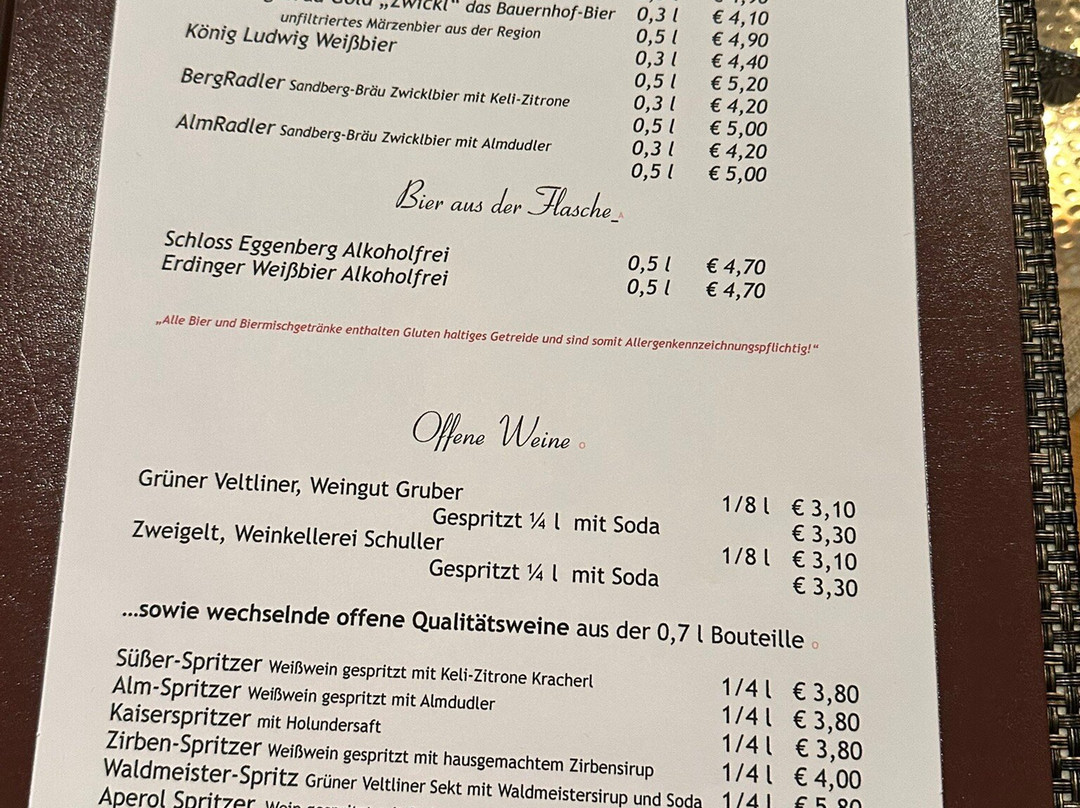 „Zwickl“ das Bauernhof-Bier 0,3 l € 4,10
unfiltriertes Märzenbier aus der Region 0,5 l € 4,90
König Ludwig Weißbier 0,3 l € 4,40
0,5 l € 5,20
BergRadler Sandberg-Bräu Zwicklbier mit Keli-Zitrone 0,3 l € 4,20
0,5 l € 5,00
AlmRadler Sandberg-Bräu Zwicklbier mit Almdudler 0,3 l € 4,20
0,5 l € 5,00
Bier aus der Flasche_A
Schloss Eggenberg Alkoholfrei 0,5 l € 4,70
Erdinger Weißbier Alkoholfrei 0,5 l € 4,70
„Alle Bier und Biermischgetränke enthalten Gluten haltiges Getreide und sind somit Allergenkennzeichnungspflichtig!“
Offene Weine O
Grüner Veltliner, Weingut Gruber 1/8 l € 3,10
Gespritzt ¼ l mit Soda € 3,30
Zweigelt, Weinkellerei Schuller 1/8 l € 3,10
Gespritzt ¼ l mit Soda € 3,30
...sowie wechselnde offene Qualitätsweine aus der 0,7 l Bouteille O
Süßer-Spritzer Weißwein gespritzt mit Keli-Zitrone Kracherl 1/4 l € 3,80
Alm-Spritzer Weißwein gespritzt mit Almdudler 1/4 l € 3,80
Kaiserspritzer mit Holundersaft 1/4 l € 3,80
Zirben-Spritzer Weißwein gespritzt mit hausgemachtem Zirbensirup 1/4 l € 4,00
Waldmeister-Spritz Grüner Veltliner Sekt mit Waldmeistersirup und Soda 1/4 l € 5,80
Aperol Spritzer